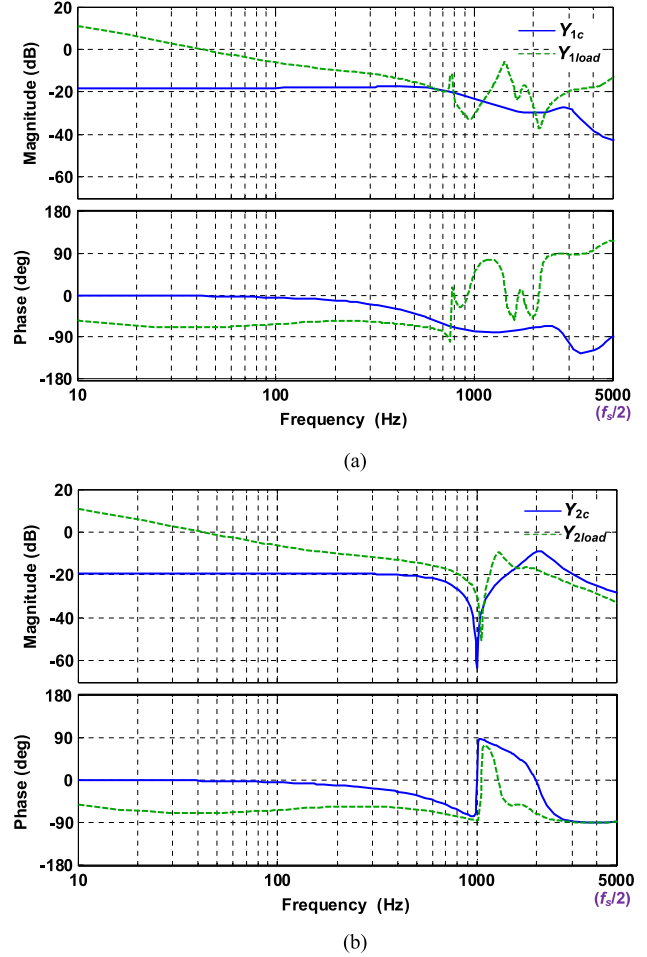 20
0
-20
-40
-60
Magnitude (dB)
Y1c
Y1load
180
90
0
-90
-180
Phase (deg)
10
100
1000
5000
Frequency (Hz)
(fs/2)
(a)
20
0
-20
-40
-60
Magnitude (dB)
Y2c
Y2load
180
90
0
-90
-180
Phase (deg)
10
100
1000
5000
Frequency (Hz)
(fs/2)
(b)